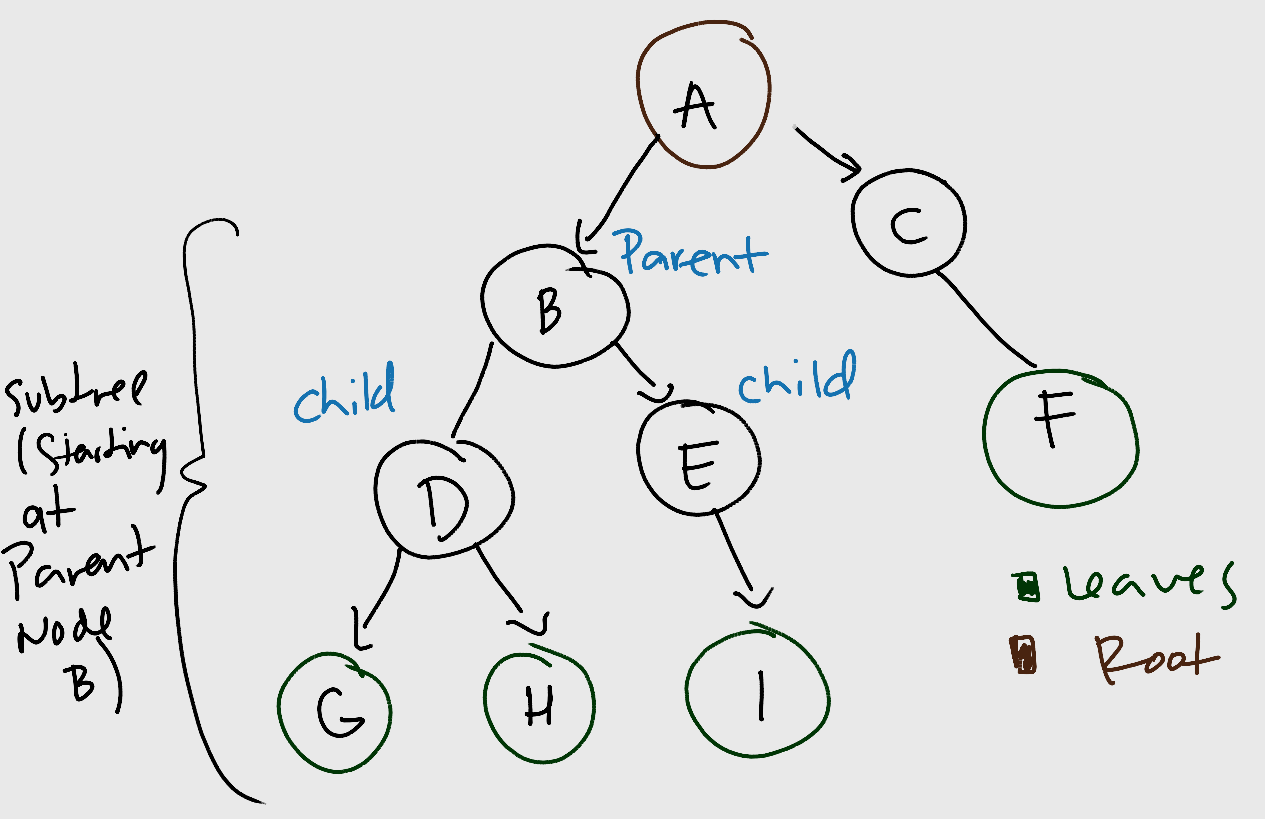 A
C
Parent
B
child
child
F
E
D
Subtree
(Starting
at
Parent
Node
B)
G
H
I
Leaves
Root